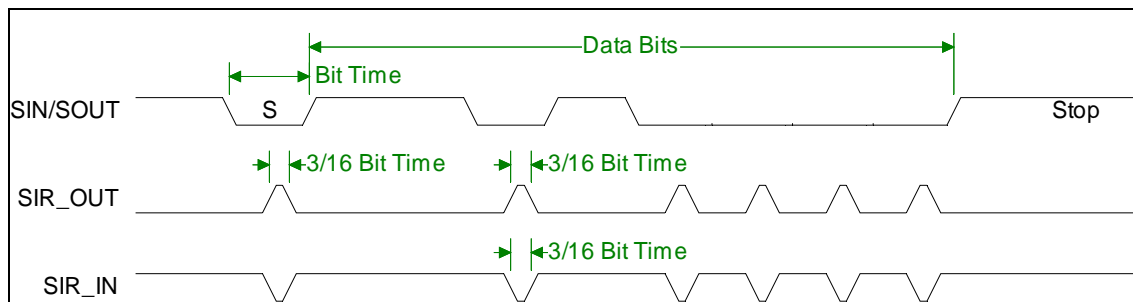 Data Bits
Bit Time
SIN/SOUT
S
Stop
3/16 Bit Time
3/16 Bit Time
SIR_OUT
3/16 Bit Time
SIR_IN